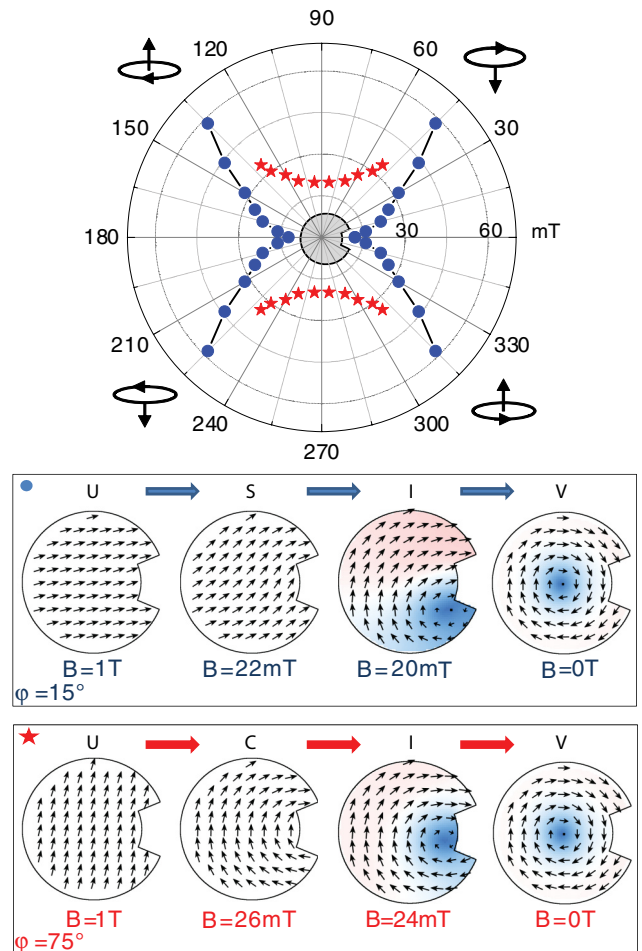 90
120 60
150 30
180 30 60 mT
210 330
240 300
270
U S I V
B=1T B=22mT B=20mT B=0T
φ =15°
U C I V
B=1T B=26mT B=24mT B=0T
φ =75°